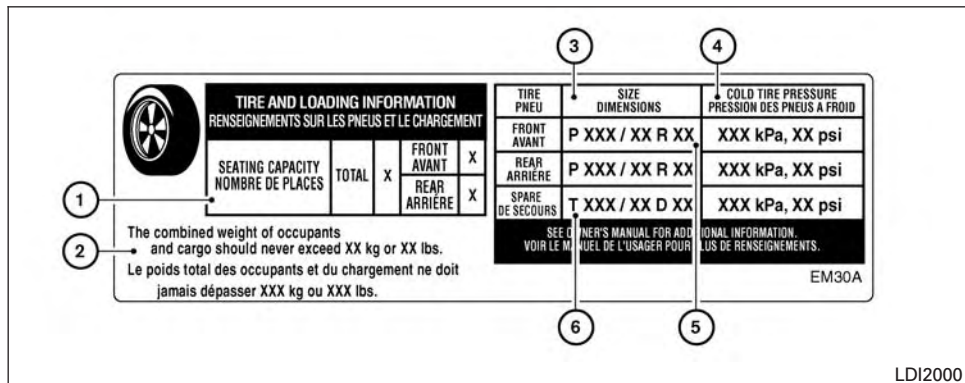 3
4
TIRE AND LOADING INFORMATION
RENSEIGNEMENTS SUR LES PNEUS ET LE CHARGEMENT
SEATING CAPACITY
NOMBRE DE PLACES
TOTAL
X
FRONT
AVANT
X
REAR
ARRIÈRE
X
1
The combined weight of occupants
and cargo should never exceed XX kg or XX lbs.
2
Le poids total des occupants et du chargement ne doit
jamais dépasser XXX kg ou XXX lbs.
TIRE
PNEU
SIZE
DIMENSIONS
COLD TIRE PRESSURE
PRESSION DES PNEUS A FROID
FRONT
AVANT
P XXX / XX R XX
XXX kPa, XX psi
REAR
ARRIÈRE
P XXX / XX R XX
XXX kPa, XX psi
SPARE
DE SECOURS
T XXX / XX D XX
XXX kPa, XX psi
SEE OWNER'S MANUAL FOR ADDITIONAL INFORMATION.
VOIR LE MANUEL DE L'USAGER POUR PLUS DE RENSEIGNEMENTS.
EM30A
6
5
LDI2000